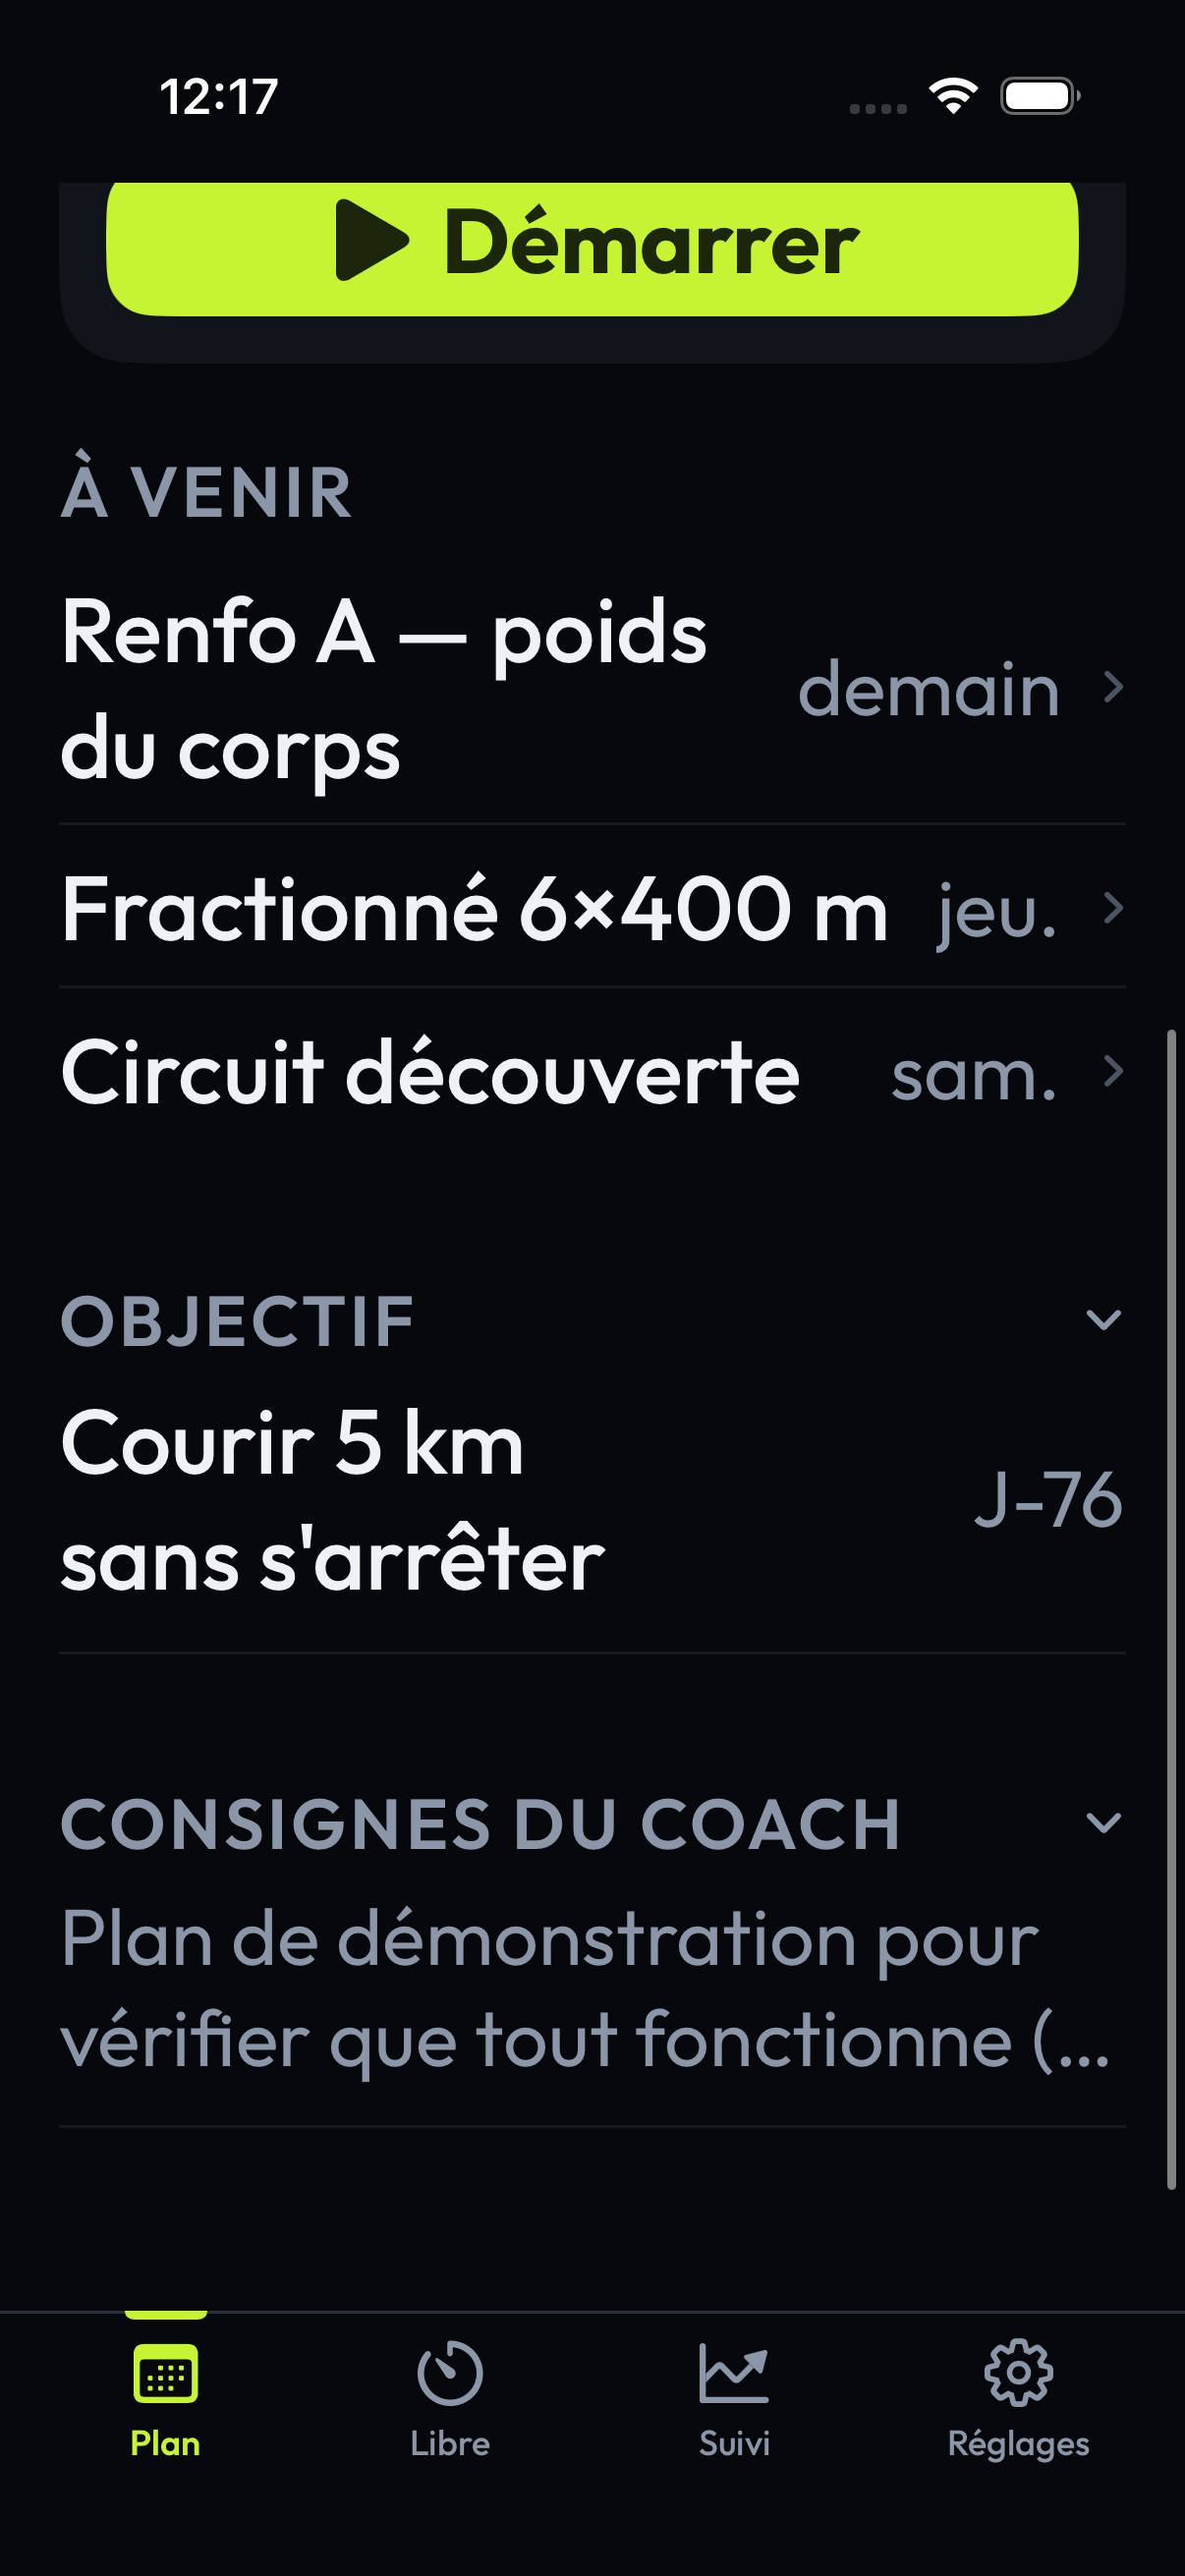 12:17
Démarrer
À VENIR
Renfo A — poids
du corps
demain
Fractionné 6×400 m
jeu.
Circuit découverte
sam.
OBJECTIF
Courir 5 km
sans s'arrêter
J-76
CONSIGNES DU COACH
Plan de démonstration pour
vérifier que tout fonctionne (…
Plan
Libre
Suivi
Réglages